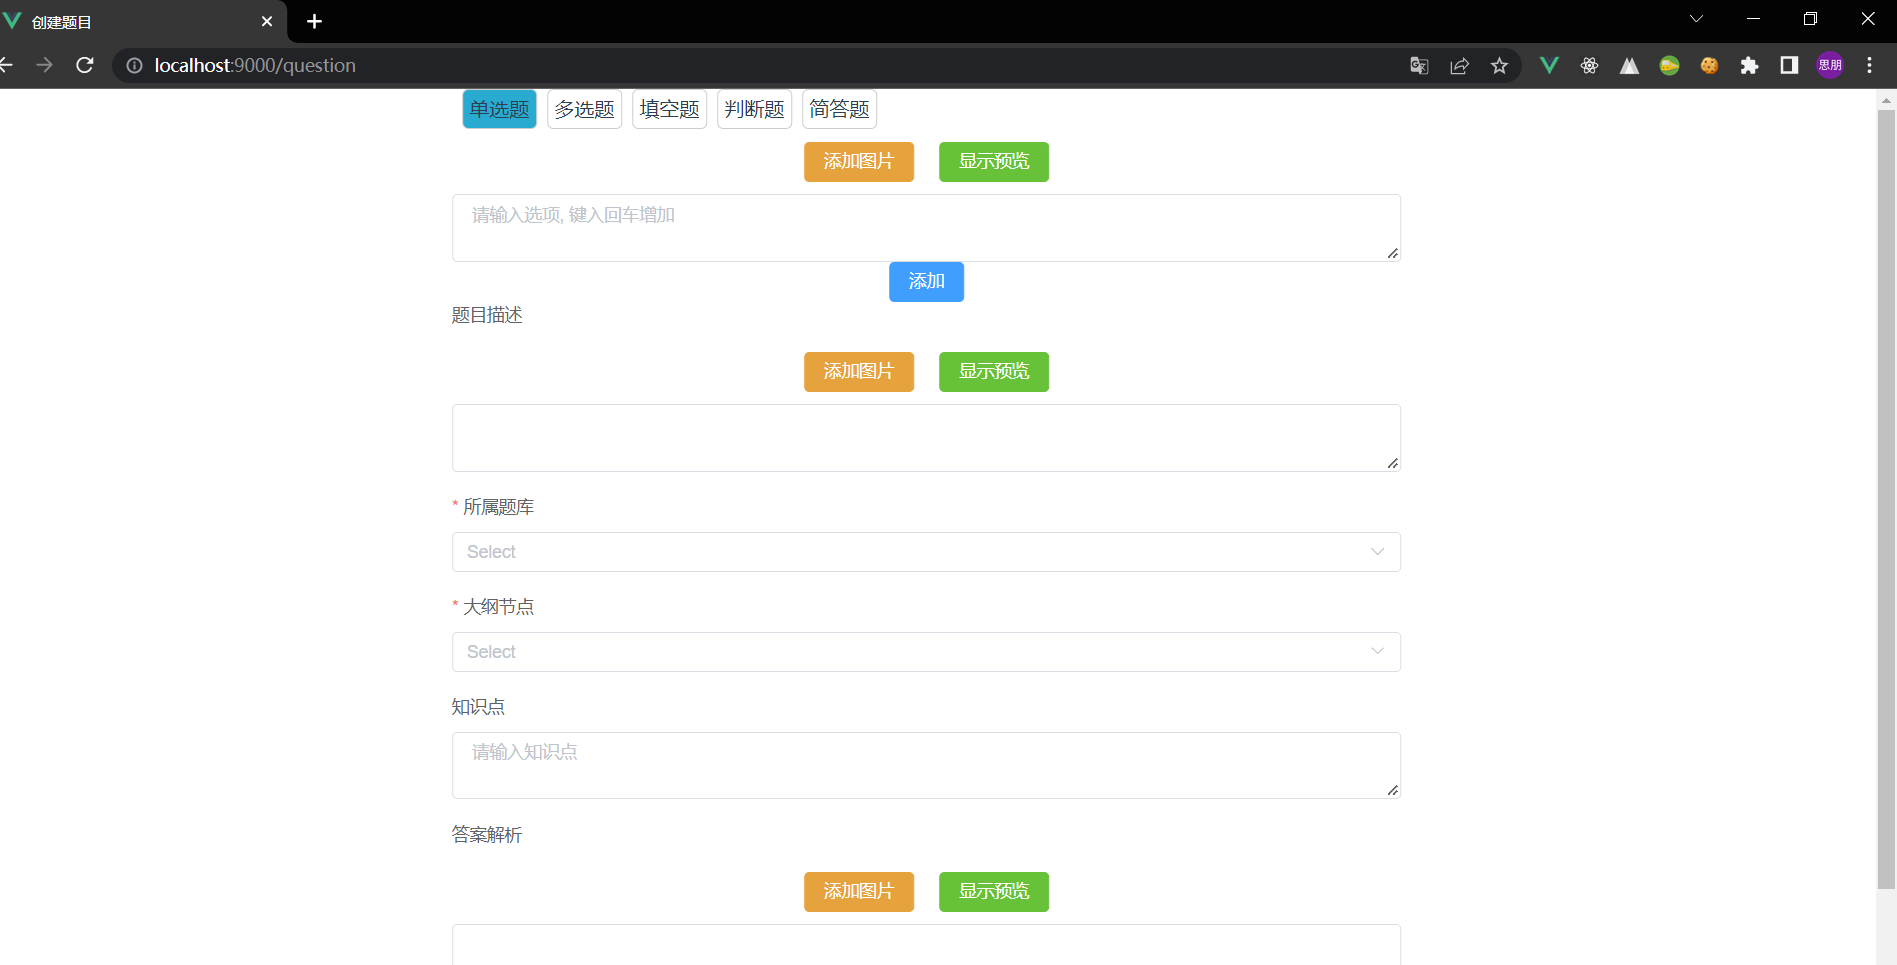 创建题目
localhost:9000/question
思朋
单选题 多选题 填空题 判断题 简答题
添加图片 显示预览
请输入选项, 键入回车增加
添加
题目描述
添加图片 显示预览
* 所属题库
Select
* 大纲节点
Select
知识点
请输入知识点
答案解析
添加图片 显示预览